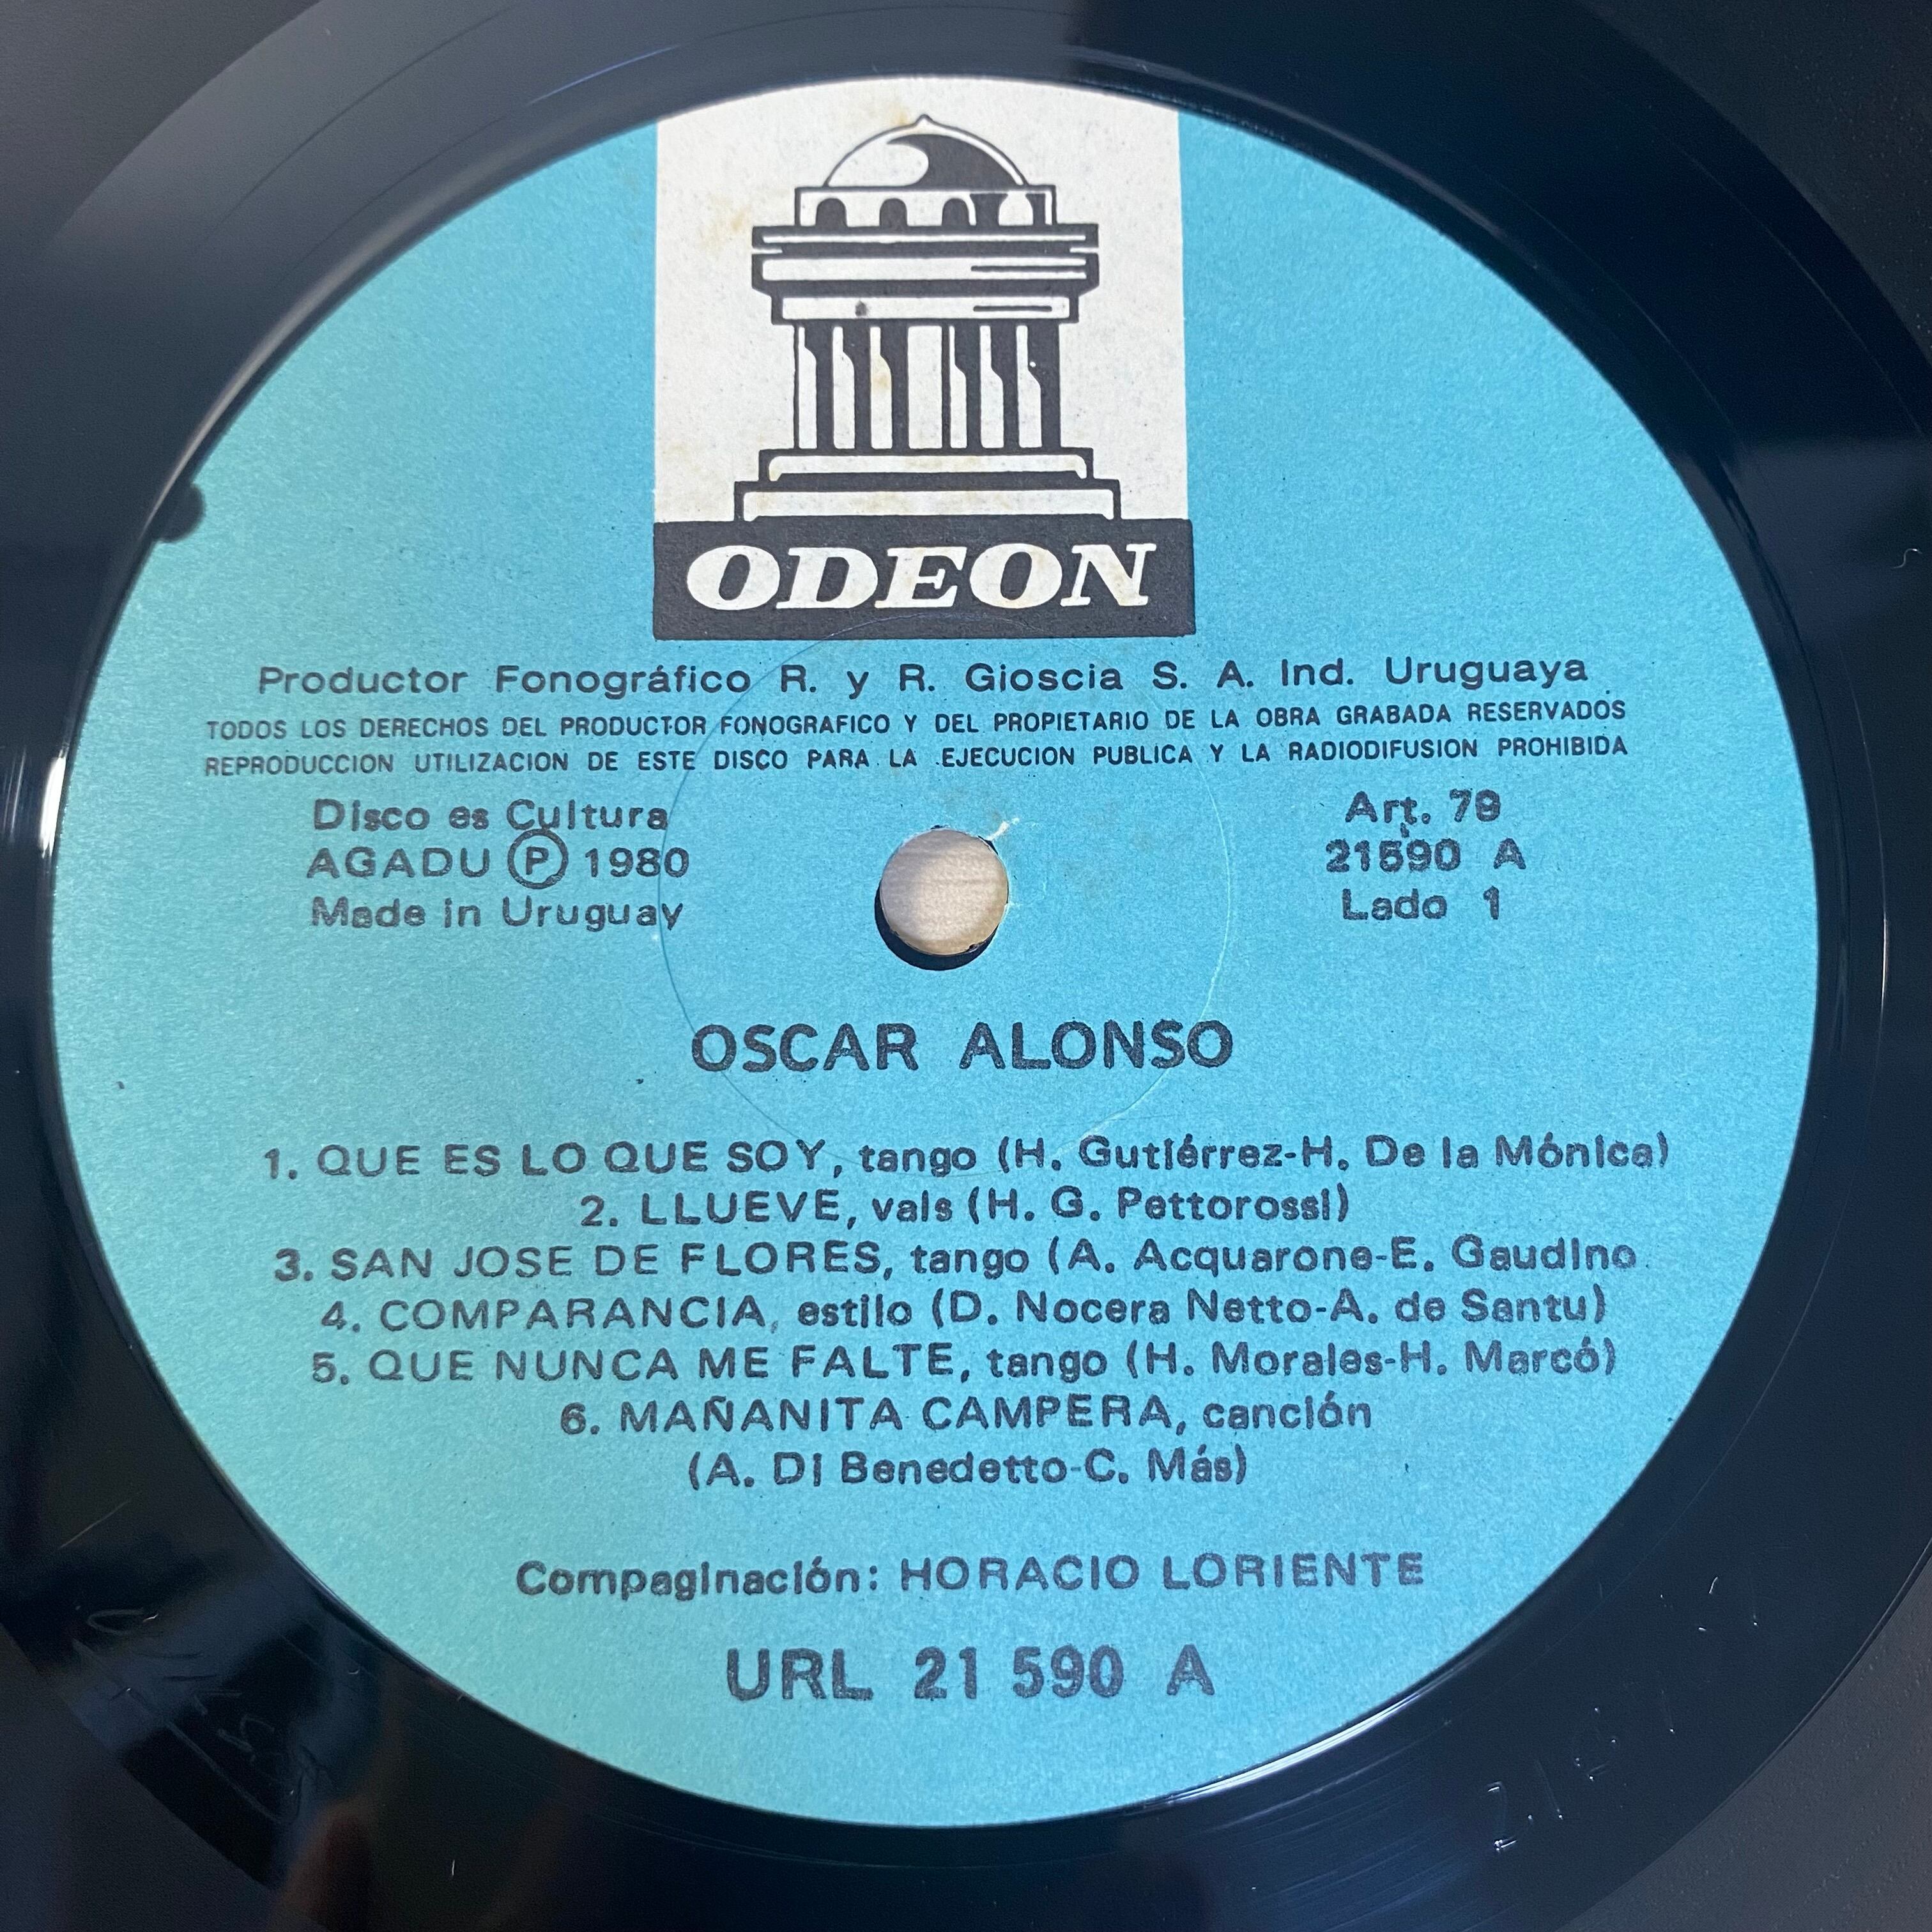 ODEON
Productor Fonográfico R. y R. Gioscia S. A. Ind. Uruguaya
TODOS LOS DERECHOS DEL PRODUCTOR FONOGRAFICO Y DEL PROPIETARIO DE LA OBRA GRABADA RESERVADOS
REPRODUCCION UTILIZACION DE ESTE DISCO PARA LA EJECUCION PUBLICA Y LA RADIODIFUSION PROHIBIDA
Disco es Cultura
AGADU Ⓟ 1980
Made in Uruguay
Art. 79
21590 A
Lado 1
OSCAR ALONSO
1. QUE ES LO QUE SOY, tango (H. Gutiérrez-H. De la Mónica)
2. LLUEVE, vals (H. G. Pettorossi)
3. SAN JOSE DE FLORES, tango (A. Acquarone-E. Gaudino
4. COMPARANCIA, estilo (D. Nocera Netto-A. de Santu)
5. QUE NUNCA ME FALTE, tango (H. Morales-H. Marcó)
6. MAÑANITA CAMPERA, canción
(A. Di Benedetto-C. Más)
Compaginación: HORACIO LORIENTE
URL 21 590 A